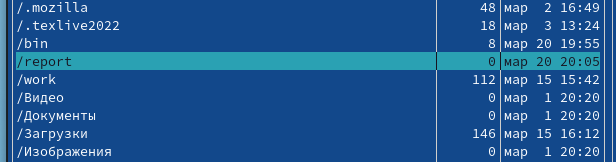 /.mozilla 48 мар 2 16:49
/.texlive2022 18 мар 3 13:24
/bin 8 мар 20 19:55
/report 0 мар 20 20:05
/work 112 мар 15 15:42
/Видео 0 мар 1 20:20
/Документы 0 мар 1 20:20
/Загрузки 146 мар 15 16:12
/Изображения 0 мар 1 20:20